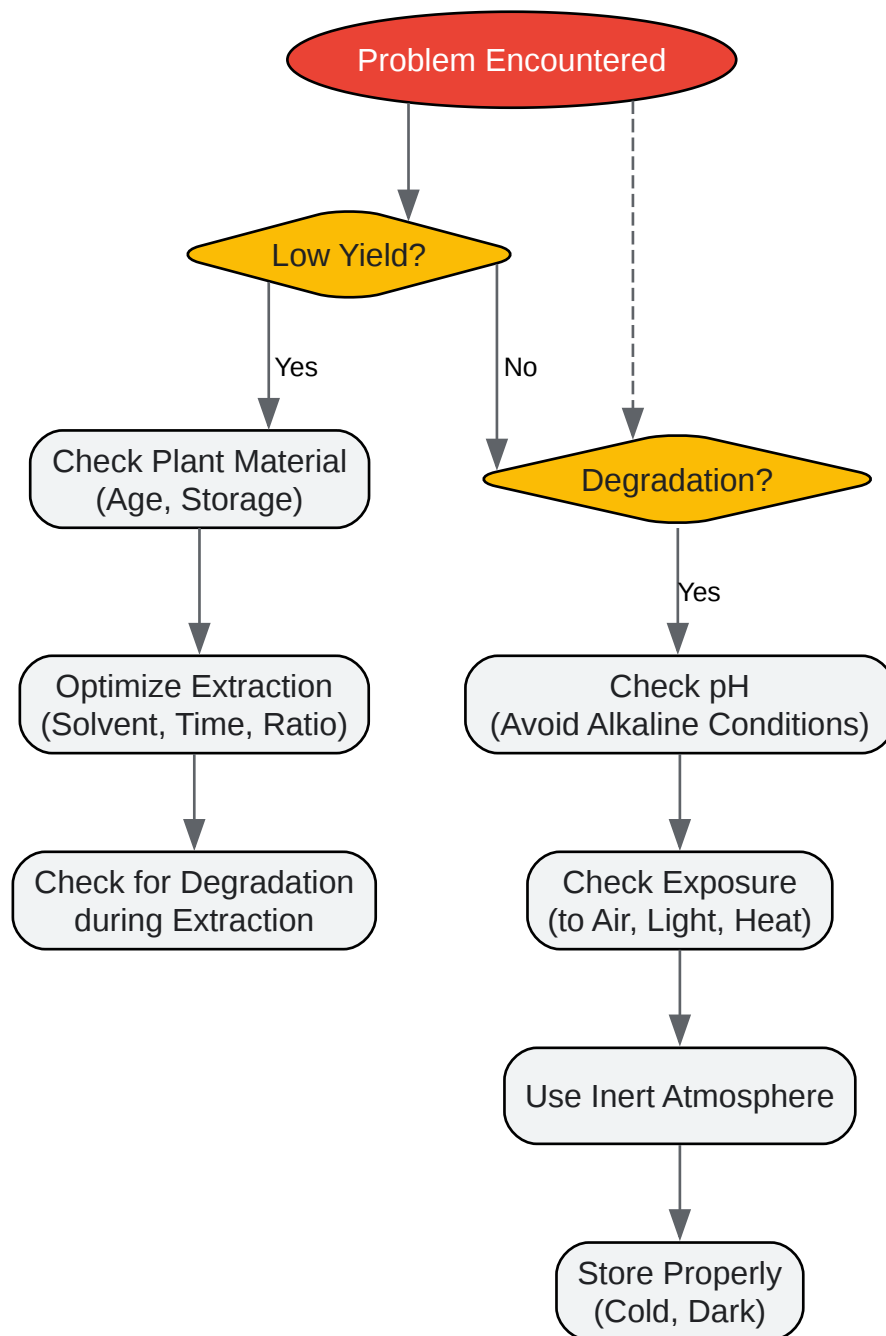 Problem Encountered
Low Yield?
Yes
No
Check Plant Material
(Age, Storage)
Degradation?
Yes
Optimize Extraction
(Solvent, Time, Ratio)
Check pH
(Avoid Alkaline Conditions)
Check for Degradation
during Extraction
Check Exposure
(to Air, Light, Heat)
Use Inert Atmosphere
Store Properly
(Cold, Dark)